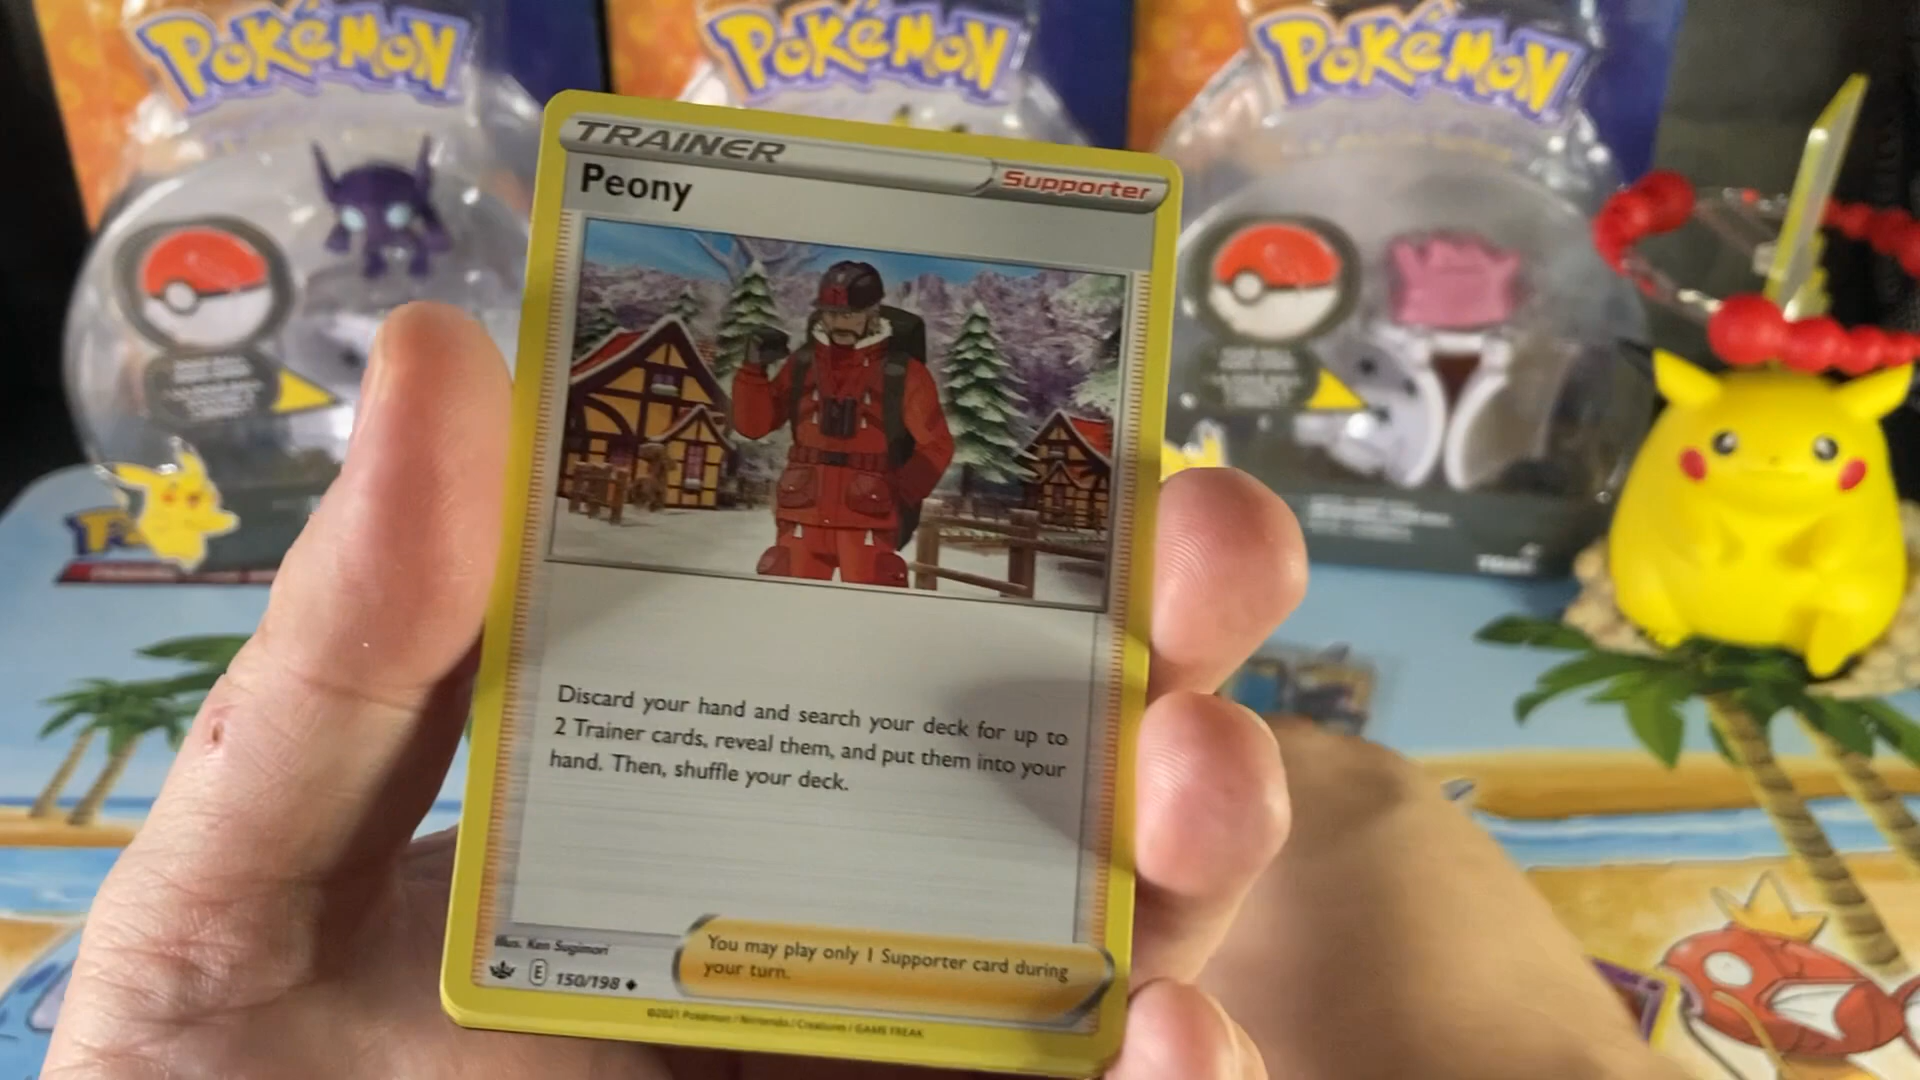 POKéMON
POKéMON
POKéMON
TRAINER
Supporter
Peony
Discard your hand and search your deck for up to
2 Trainer cards, reveal them, and put them into your
hand. Then, shuffle your deck.
Illus. Ken Sugimori
E 150/198
You may play only 1 Supporter card during
your turn.
©2021 Pokémon / Nintendo / Creatures / GAME FREAK